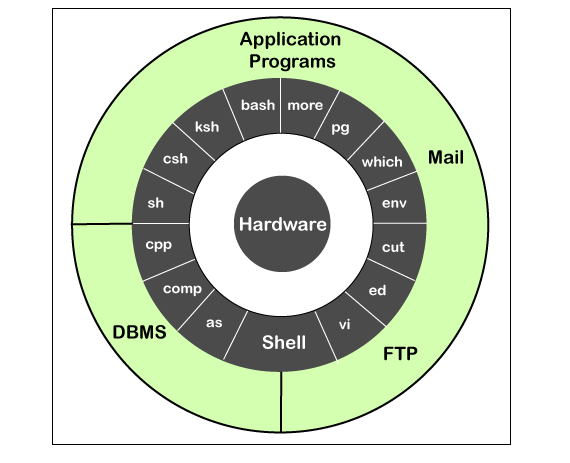 Application
Programs
bash
more
ksh
pg
csh
which
Mail
sh
env
Hardware
cpp
cut
comp
ed
as
vi
DBMS
Shell
FTP